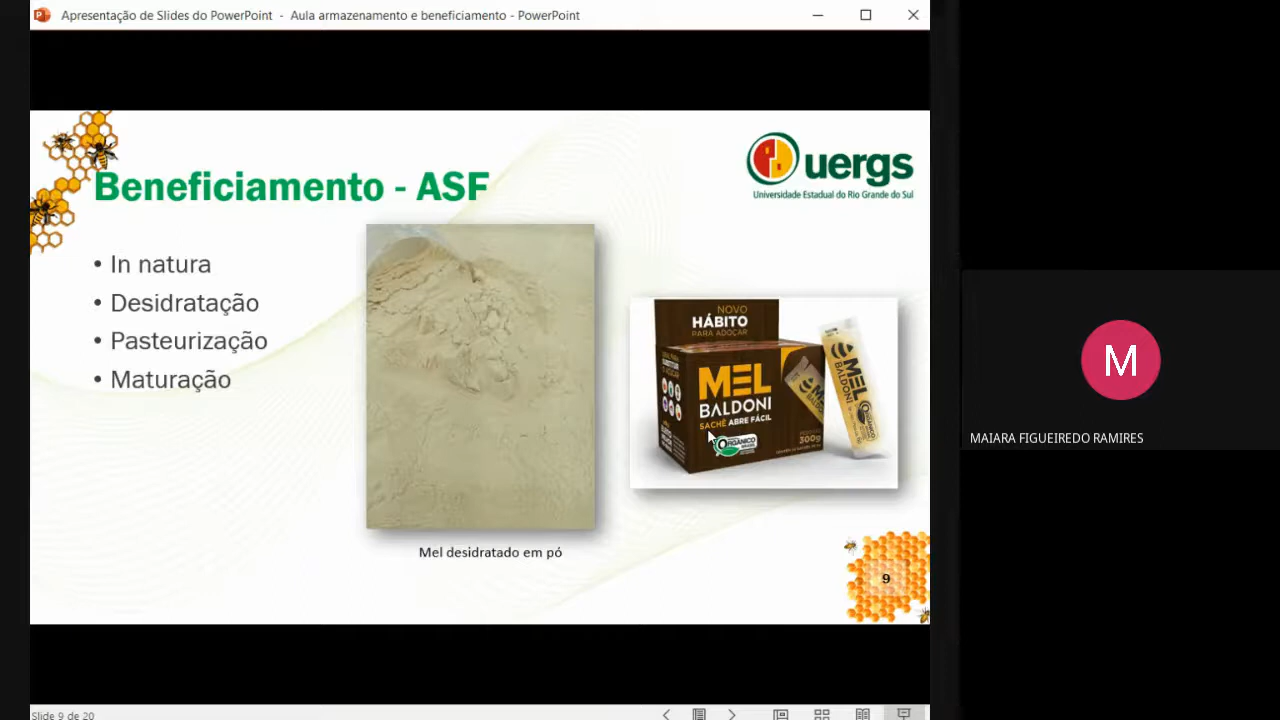 Apresentação de Slides do PowerPoint - Aula armazenamento e beneficiamento - PowerPoint
uergs
Universidade Estadual do Rio Grande do Sul
Beneficiamento - ASF
• In natura
• Desidratação
• Pasteurização
• Maturação
NOVO
HÁBITO
PARA ADOÇAR
MEL
BALDONI
SACHÊ ABRE FÁCIL
ORGÂNICO
300g
MEL
BALDONI
Mel desidratado em pó
9
M
MAIARA FIGUEIREDO RAMIRES
Slide 9 de 20